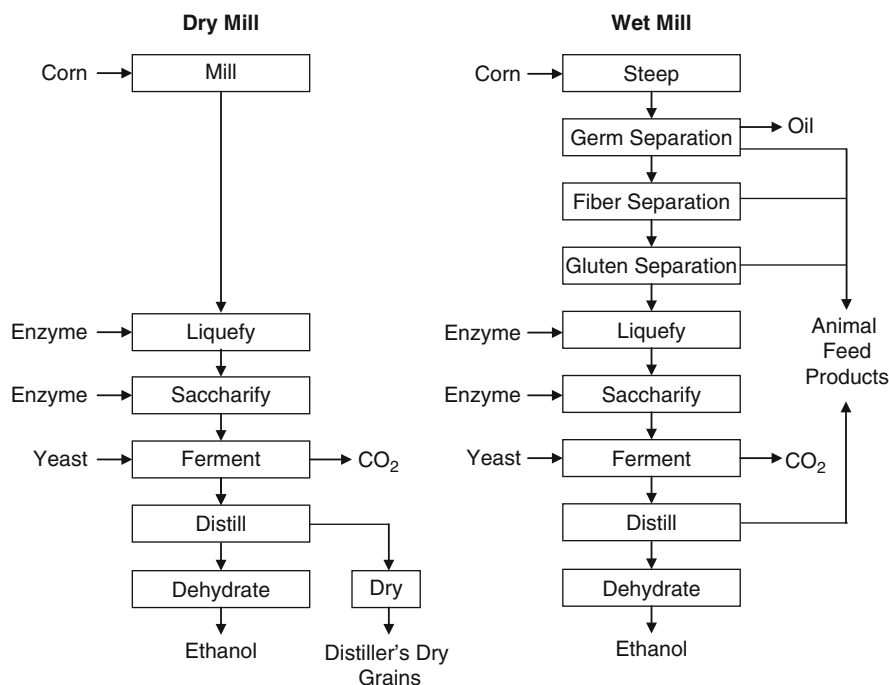 Dry Mill
Corn
Mill
Enzyme
Liquefy
Enzyme
Saccharify
Yeast
Ferment
CO2
Distill
Dehydrate
Dry
Ethanol
Distiller's Dry
Grains
Wet Mill
Corn
Steep
Germ Separation
Oil
Fiber Separation
Gluten Separation
Enzyme
Liquefy
Animal
Feed
Products
Enzyme
Saccharify
Yeast
Ferment
CO2
Distill
Dehydrate
Ethanol